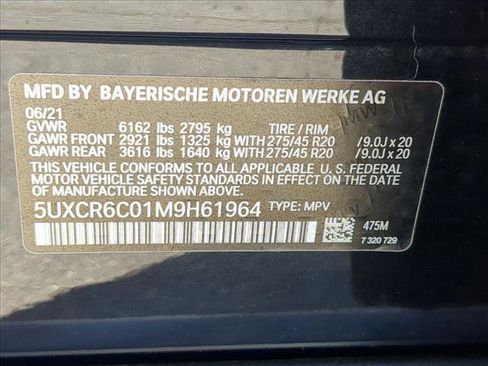 MFD BY BAYERISCHE MOTOREN WERKE AG
06/21
GVWR 6162 lbs 2795 kg TIRE / RIM
GAWR FRONT 2921 lbs 1325 kg WITH 275/45 R20 /9.0J x 20
GAWR REAR 3616 lbs 1640 kg WITH 275/45 R20 /9.0J x 20
THIS VEHICLE CONFORMS TO ALL APPLICABLE U. S. FEDERAL
MOTOR VEHICLE SAFETY STANDARDS IN EFFECT ON THE
DATE OF MANUFACTURE SHOWN ABOVE.
5UXCR6C01M9H61964 TYPE: MPV
475M
7 320 729